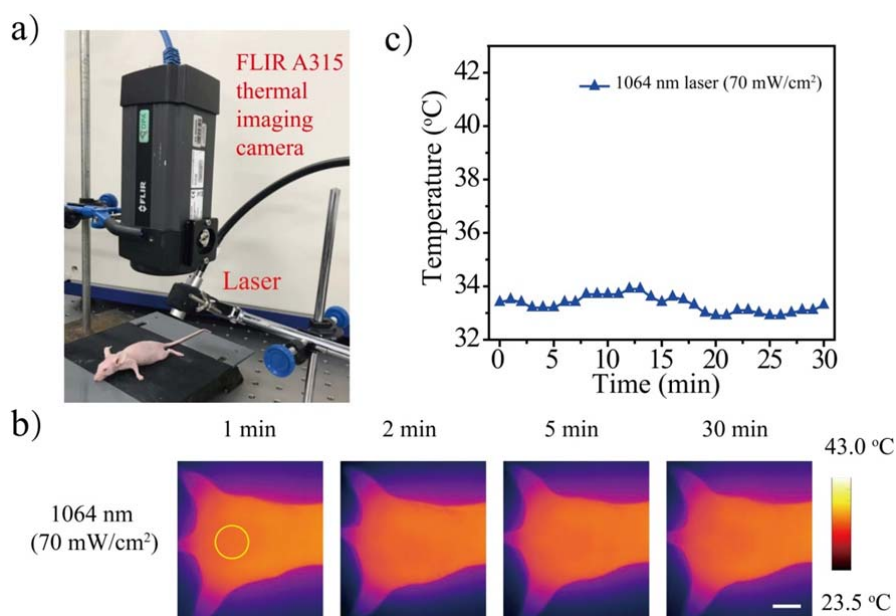 a)
FLIR A315
thermal
imaging
camera
FLIR
Laser
c)
1064 nm laser (70 mW/cm²)
Temperature (°C)
42
40
38
36
34
32
0 5 10 15 20 25 30
Time (min)
b)
1 min 2 min 5 min 30 min
1064 nm
(70 mW/cm²)
43.0 °C
23.5 °C